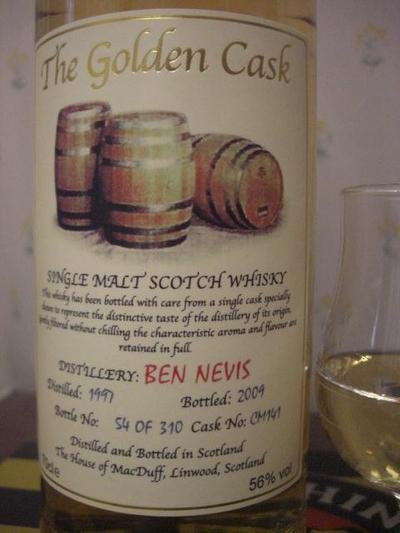 The Golden Cask
SINGLE MALT SCOTCH WHISKY
This whisky has been bottled with care from a single cask specially
chosen to represent the distinctive taste of the distillery of its origin,
gently filtered without chilling the characteristic aroma and flavour are
retained in full.
DISTILLERY: BEN NEVIS
Distilled: 1997 Bottled: 2009
Bottle No: 54 OF 310 Cask No: CM141
Distilled and Bottled in Scotland
The House of MacDuff, Linwood, Scotland
70cl e 56% vol
HIN